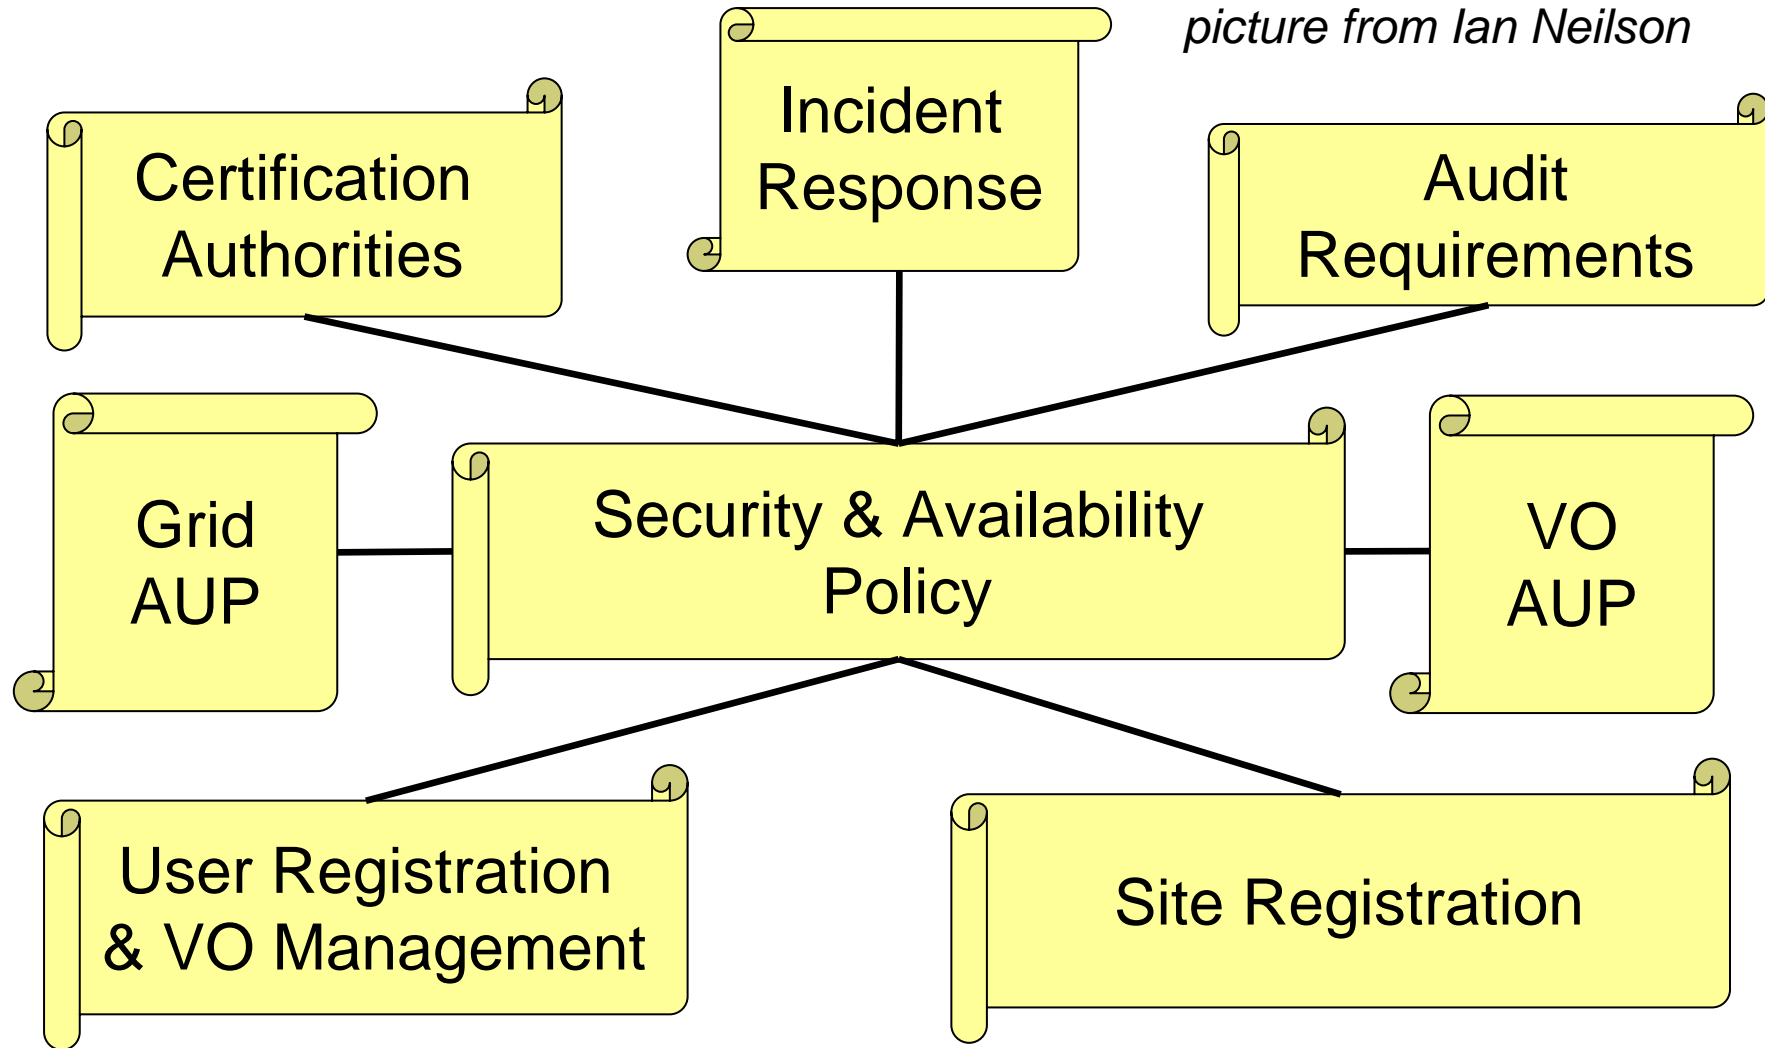 picture from Ian Neilson
Certification
Authorities
Incident
Response
Audit
Requirements
Grid
AUP
Security & Availability
Policy
VO
AUP
User Registration
& VO Management
Site Registration